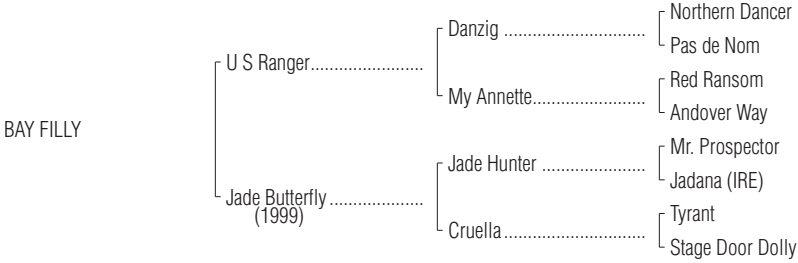 Northern Dancer
Danzig ..............................
Pas de Nom
U S Ranger........................
Red Ransom
My Annette........................
Andover Way
BAY FILLY
Mr. Prospector
Jade Hunter ......................
Jadana (IRE)
Jade Butterfly ....................
(1999)
Tyrant
Cruella..............................
Stage Door Dolly